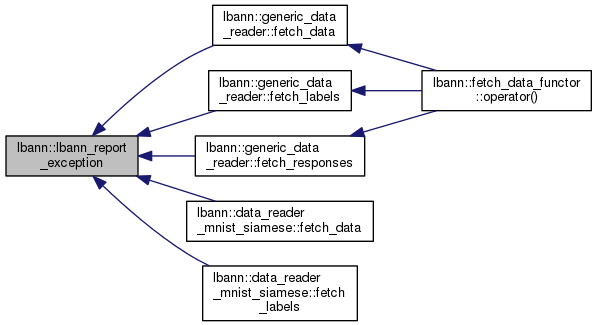 lbann::generic_data
_reader::fetch_data
lbann::generic_data
_reader::fetch_labels
lbann::fetch_data_functor
::operator()
lbann::lbann_report
_exception
lbann::generic_data
_reader::fetch_responses
lbann::data_reader
_mnist_siamese::fetch_data
lbann::data_reader
_mnist_siamese::fetch
_labels